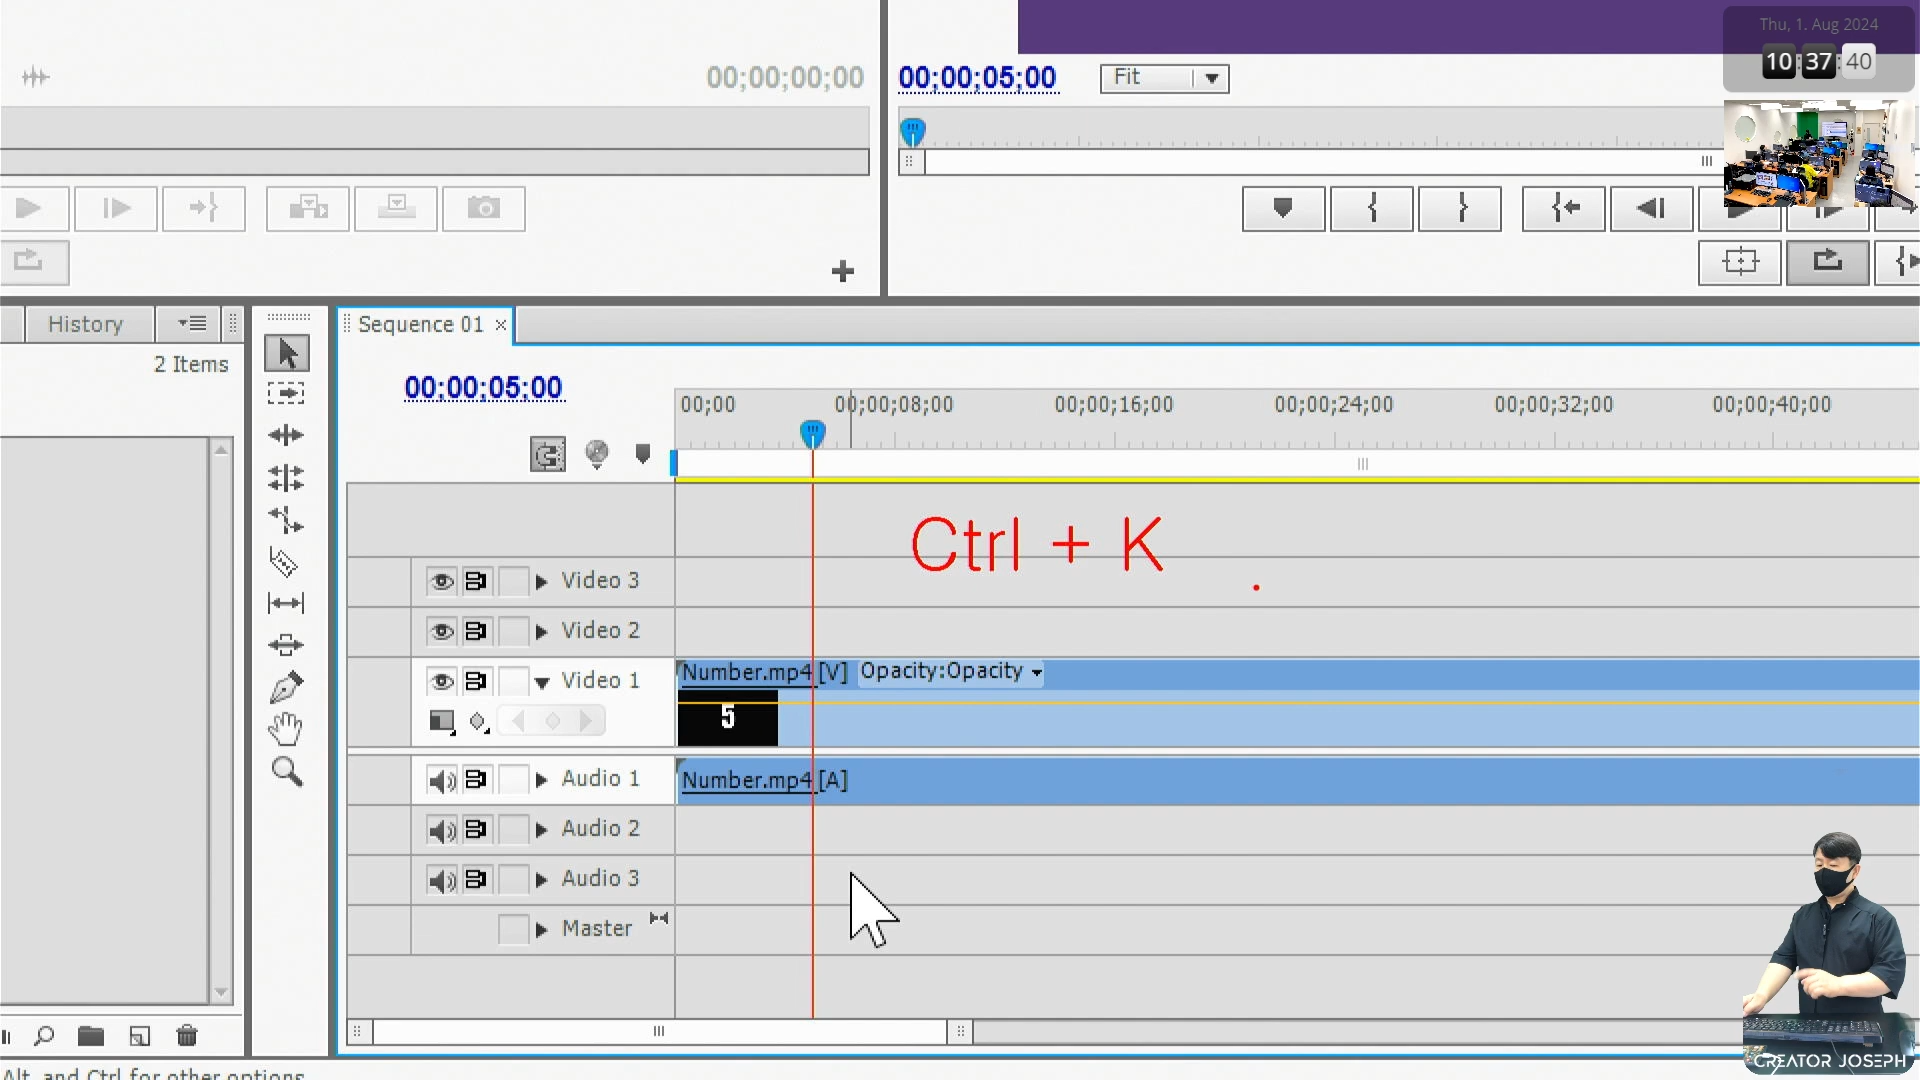 Thu, 1. Aug 2024
10 37 40
00;00;00;00
00;00;05;00
Fit
History
2 Items
Sequence 01
00;00;05;00
00;00
00;00;08;00
00;00;16;00
00;00;24;00
00;00;32;00
00;00;40;00
Ctrl + K
Video 3
Video 2
Video 1
Number.mp4 [V] Opacity:Opacity
5
Audio 1
Number.mp4 [A]
Audio 2
Audio 3
Master
Alt, and Ctrl for other options.
CREATOR JOSEPH